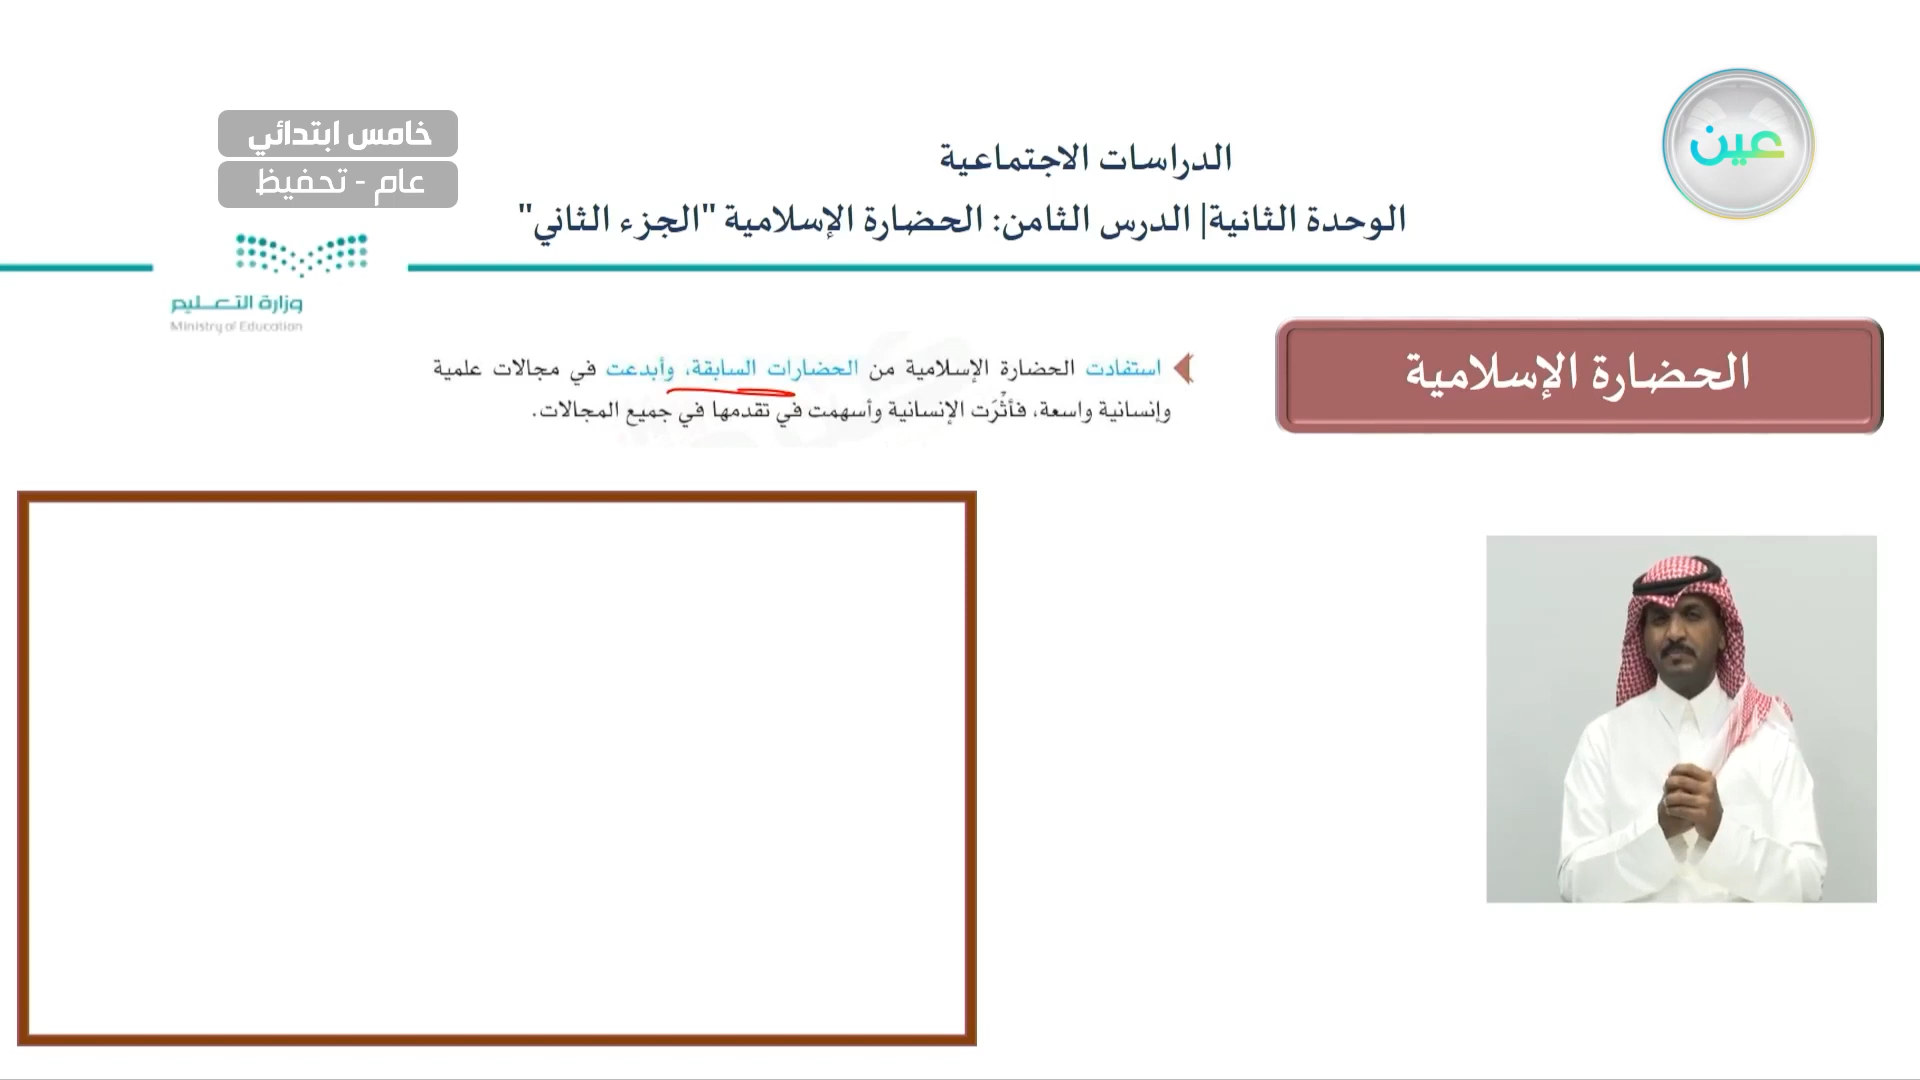 عين
خامس ابتدائي
عام - تحفيظ
الدراسات الاجتماعية
الوحدة الثانية| الدرس الثامن: الحضارة الإسلامية "الجزء الثاني"
وزارة التعـــليم
Ministry of Education
الحضارة الإسلامية
استفادت الحضارة الإسلامية من الحضارات السابقة، وأبدعت في مجالات علمية
وإنسانية واسعة، فأثْرَت الإنسانية وأسهمت في تقدمها في جميع المجالات.